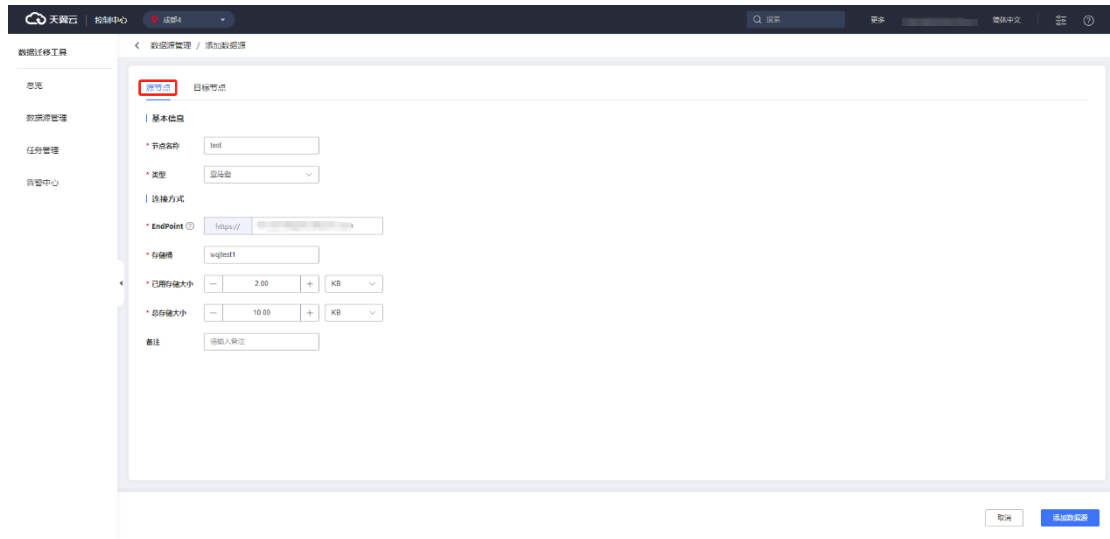 天翼云 控制中心 成都4 搜索 更多 简体中文
数据迁移工具
数据源管理 / 添加数据源
总览
数据源管理
任务管理
告警中心
源节点 目标节点
基本信息
* 节点名称 test
* 类型 亚马逊
连接方式
* EndPoint https://
* 存储桶 wqtest1
* 已用存储大小 2.00 KB
* 总存储大小 10.00 KB
备注 请输入备注
取消 添加数据源